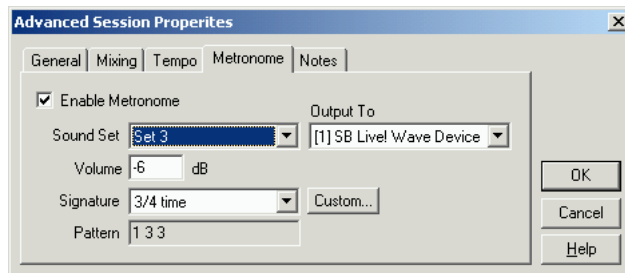 Advanced Session Properites
General Mixing Tempo Metronome Notes
Enable Metronome
Output To
Sound Set Set 3 [1] SB Live! Wave Device
Volume -6 dB
OK
Signature 3/4 time Custom...
Cancel
Pattern 1 3 3
Help